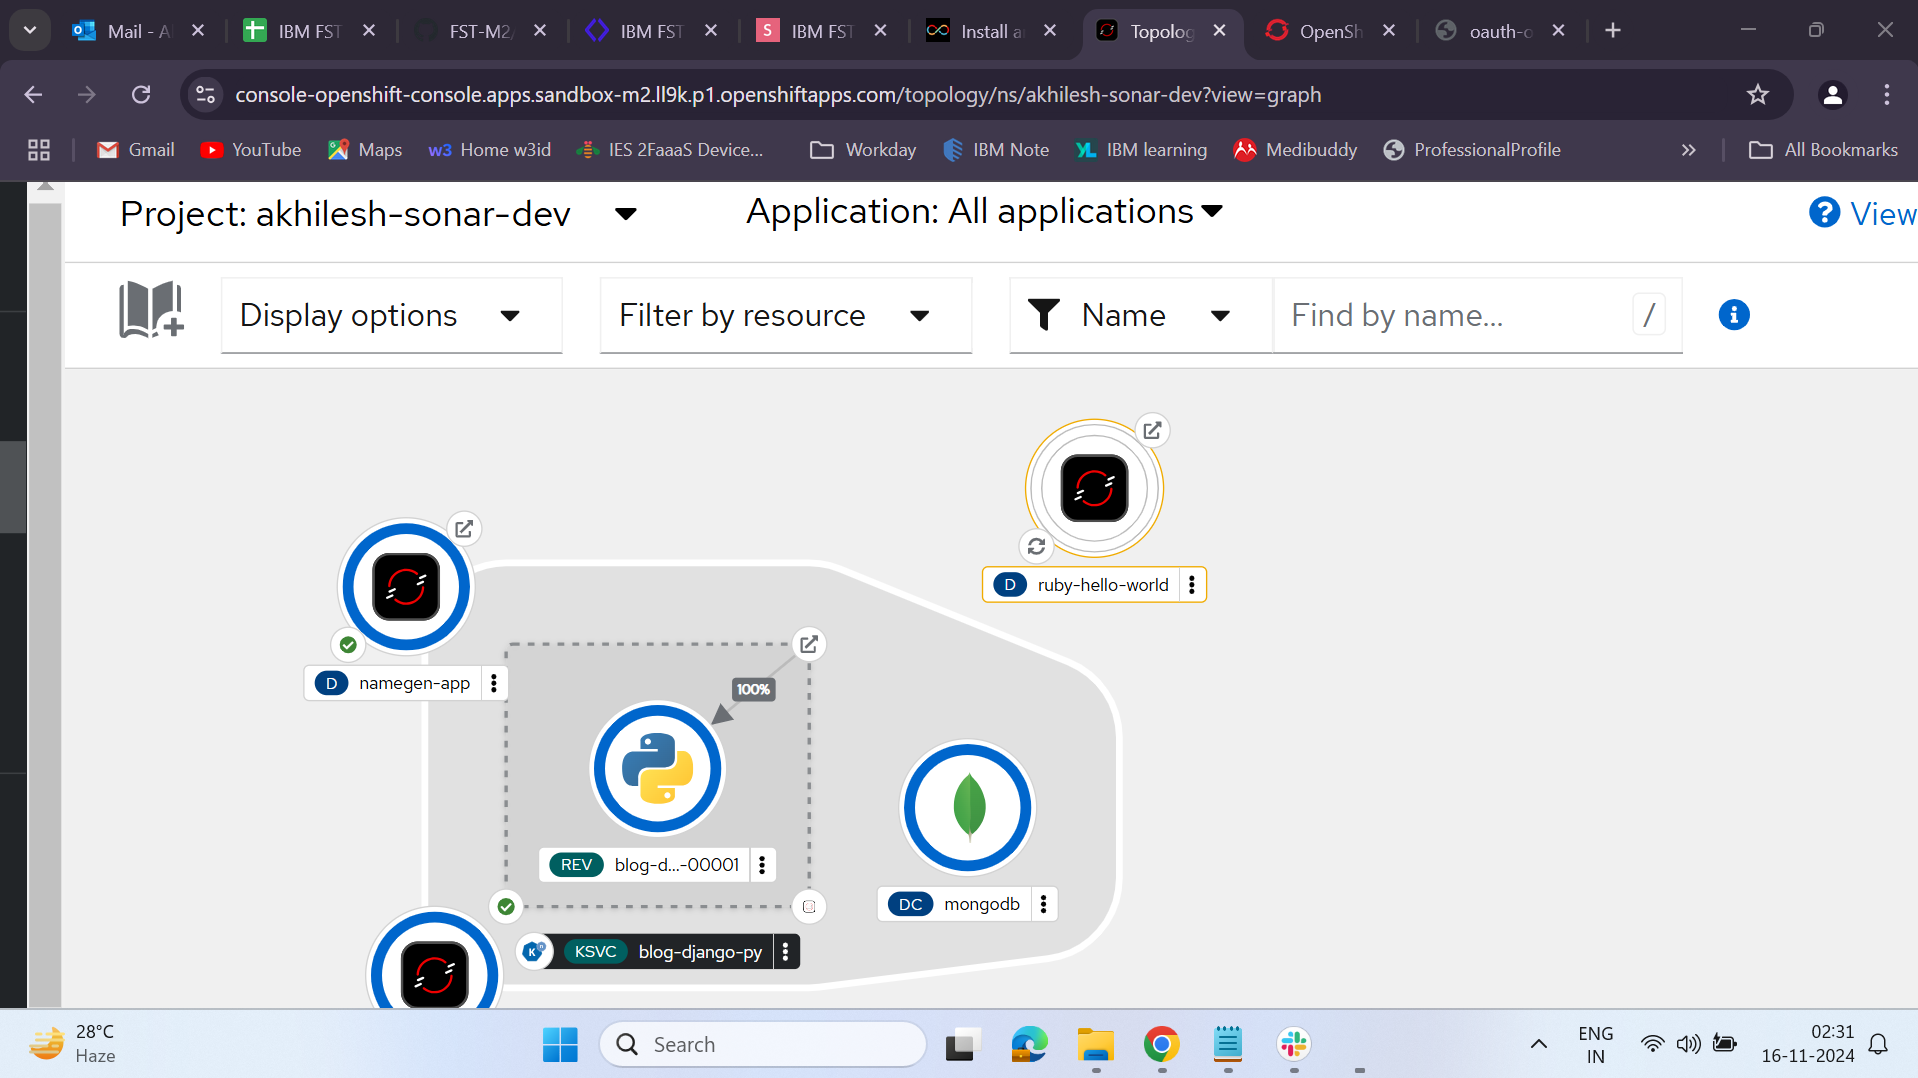 Mail - A
IBM FST
FST-M2/
IBM FST
S
IBM FST
Install a
Topolog
OpenSh
oauth-o
console-openshift-console.apps.sandbox-m2.ll9k.p1.openshiftapps.com/topology/ns/akhilesh-sonar-dev?view=graph
Gmail
YouTube
Maps
w3 Home w3id
IES 2FaaaS Device...
Workday
IBM Note
YL IBM learning
Medibuddy
ProfessionalProfile
All Bookmarks
Project: akhilesh-sonar-dev
Application: All applications
View
Display options
Filter by resource
Name
Find by name...
/
D ruby-hello-world
D namegen-app
100%
REV blog-d...-00001
DC mongodb
KSVC blog-django-py
28°C
Haze
Search
ENG
IN
02:31
16-11-2024